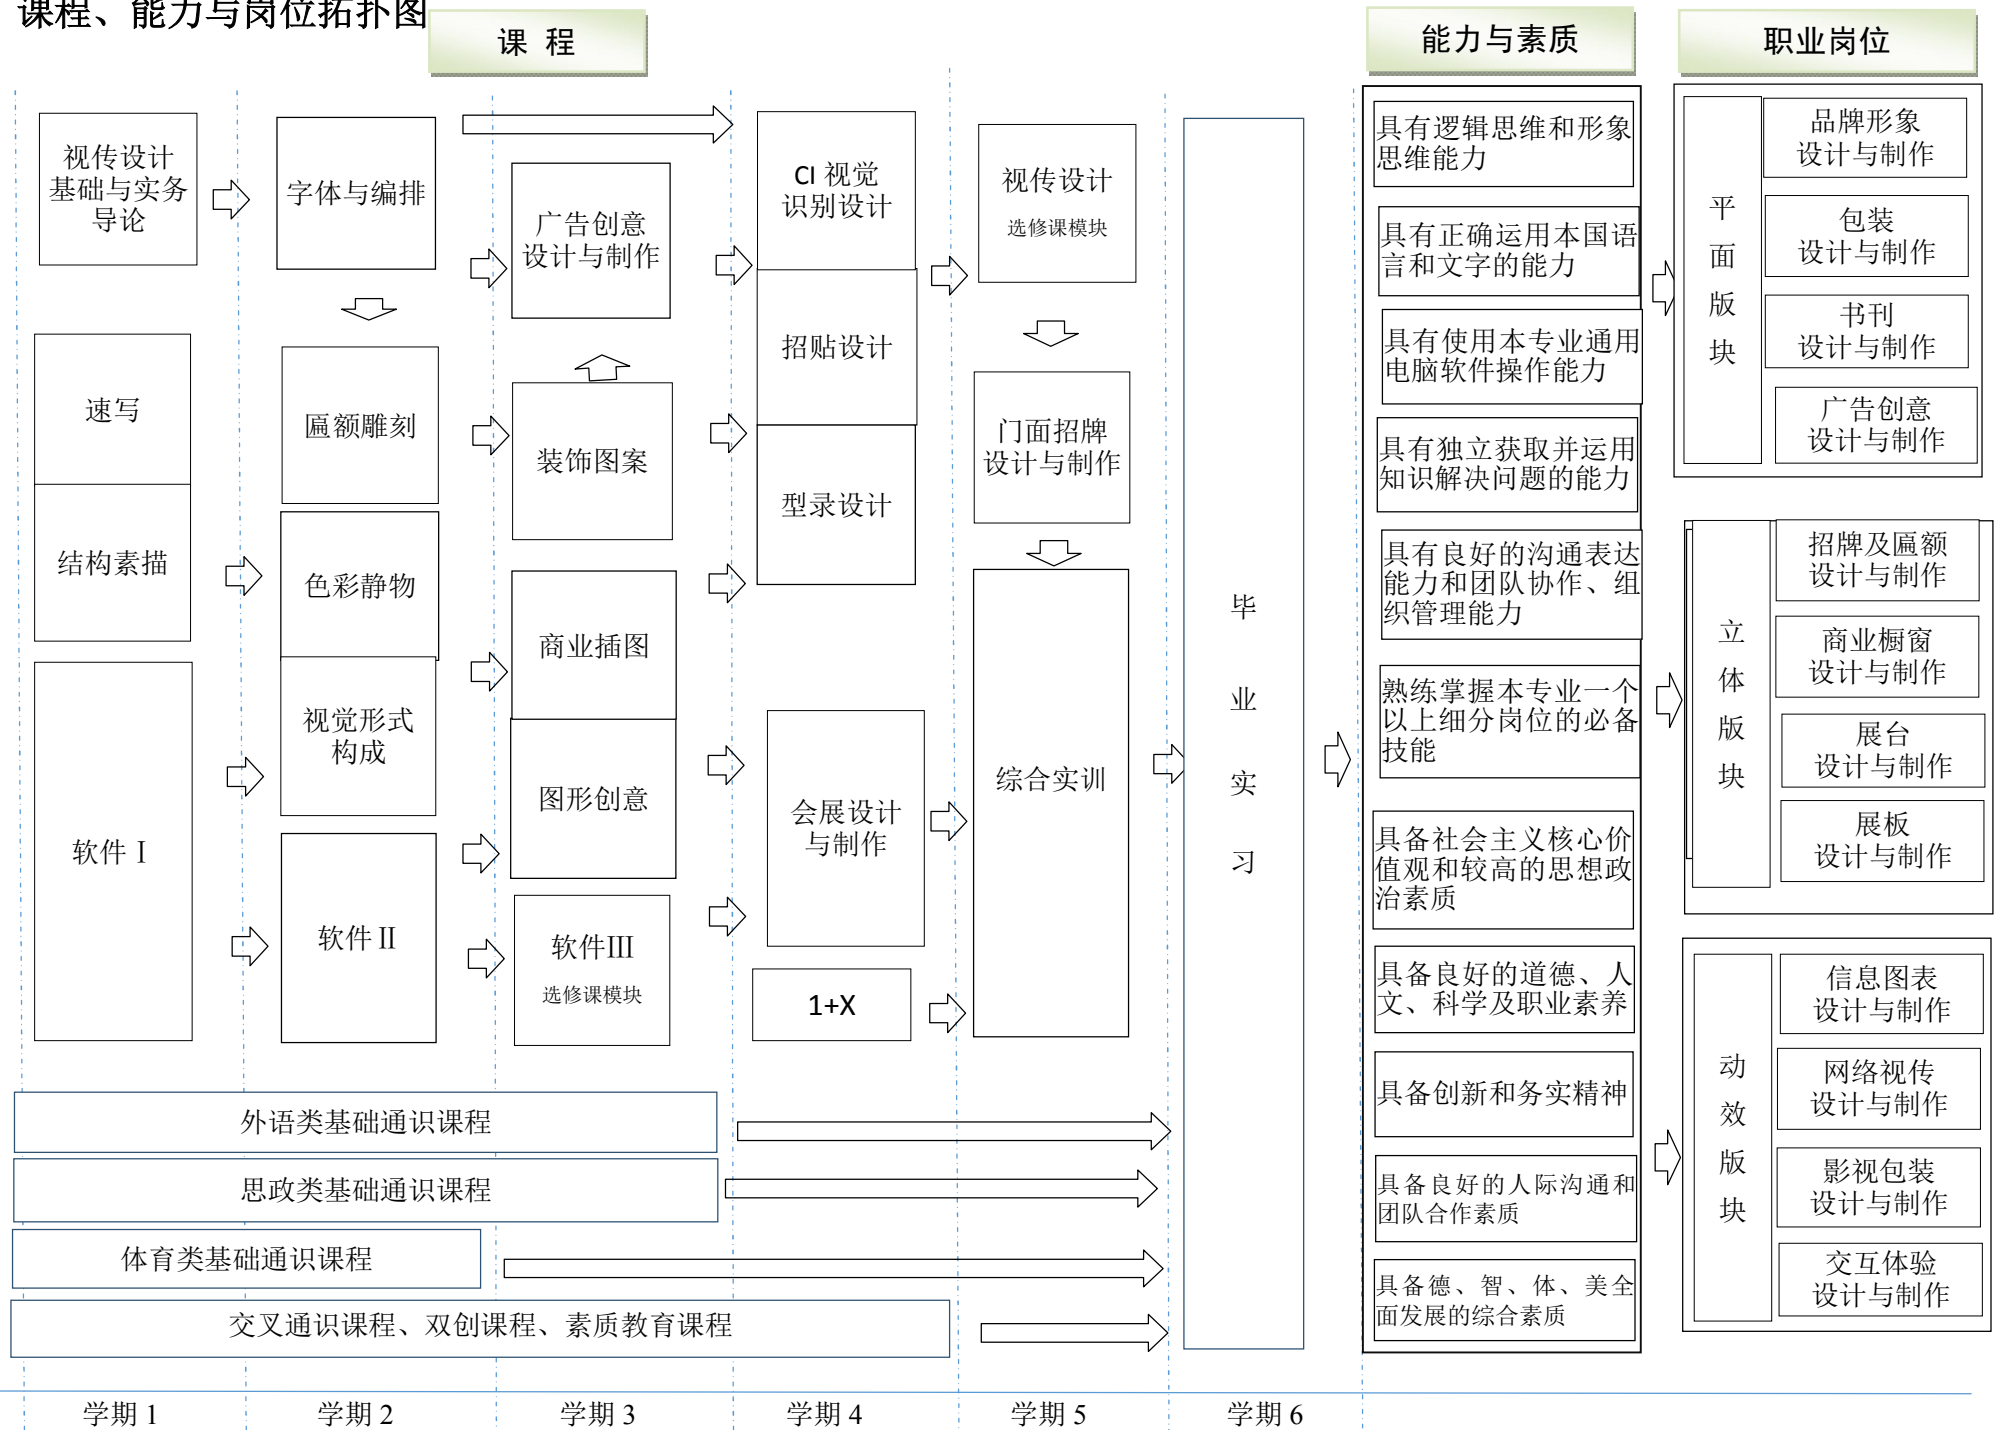 课程、能力与岗位拓扑图
课 程
能力与素质
职业岗位
视传设计
基础与实务
导论
速写
结构素描
软件Ⅰ
字体与编排
匾额雕刻
色彩静物
视觉形式
构成
软件Ⅱ
广告创意
设计与制作
装饰图案
商业插图
图形创意
软件Ⅲ
选修课模块
CI 视觉
识别设计
招贴设计
型录设计
会展设计
与制作
1+X
视传设计
选修课模块
门面招牌
设计与制作
综合实训
毕
业
实
习
外语类基础通识课程
思政类基础通识课程
体育类基础通识课程
交叉通识课程、双创课程、素质教育课程
具有逻辑思维和形象
思维能力
具有正确运用本国语
言和文字的能力
具有使用本专业通用
电脑软件操作能力
具有独立获取并运用
知识解决问题的能力
具有良好的沟通表达
能力和团队协作、组
织管理能力
熟练掌握本专业一个
以上细分岗位的必备
技能
具备社会主义核心价
值观和较高的思想政
治素质
具备良好的道德、人
文、科学及职业素养
具备创新和务实精神
具备良好的人际沟通和
团队合作素质
具备德、智、体、美全
面发展的综合素质
平
面
版
块
品牌形象
设计与制作
包装
设计与制作
书刊
设计与制作
广告创意
设计与制作
立
体
版
块
招牌及匾额
设计与制作
商业橱窗
设计与制作
展台
设计与制作
展板
设计与制作
动
效
版
块
信息图表
设计与制作
网络视传
设计与制作
影视包装
设计与制作
交互体验
设计与制作
学期 1
学期 2
学期 3
学期 4
学期 5
学期 6